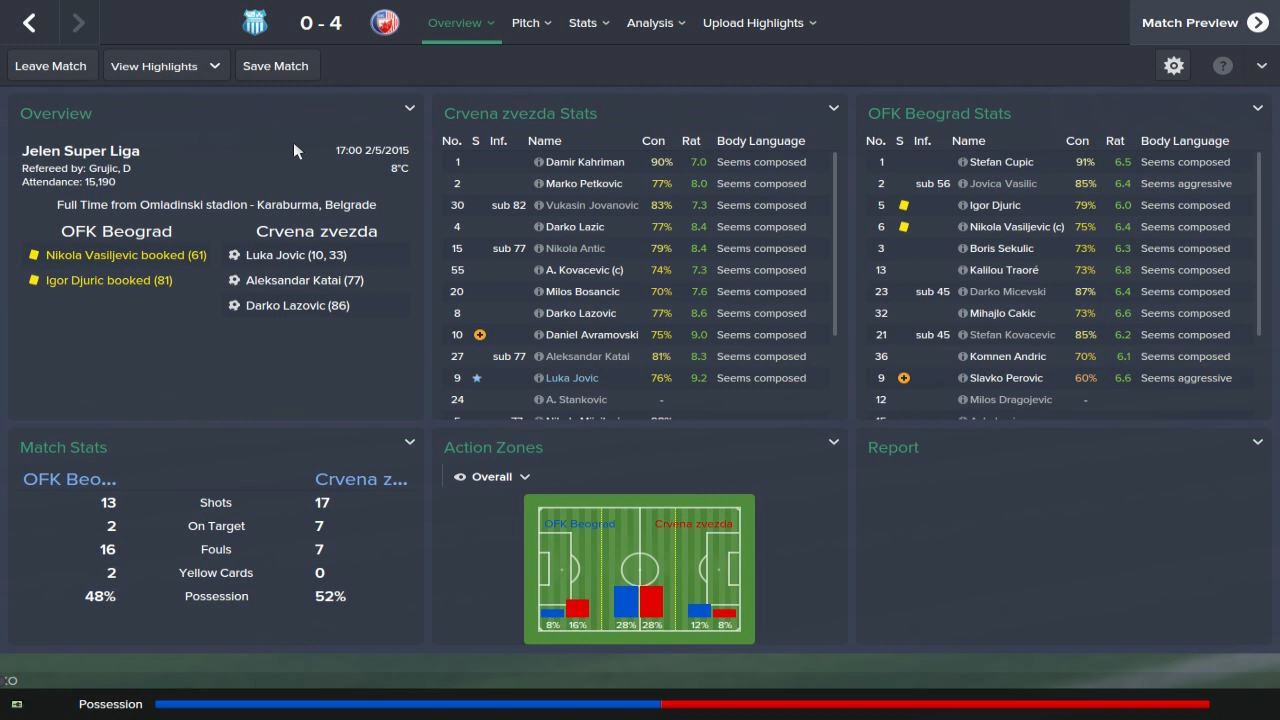 0 - 4
Overview
Pitch
Stats
Analysis
Upload Highlights
Match Preview
Leave Match
View Highlights
Save Match
?
Overview
Jelen Super Liga 17:00 2/5/2015
Refereed by: Grujic, D 8°C
Attendance: 15,190
Full Time from Omladinski stadion - Karaburma, Belgrade
OFK Beograd Crvena zvezda
Nikola Vasiljevic booked (61) Luka Jovic (10, 33)
Igor Djuric booked (81) Aleksandar Katai (77)
Darko Lazovic (86)
Crvena zvezda Stats
No. S Inf. Name Con Rat Body Language
1 Damir Kahriman 90% 7.0 Seems composed
2 Marko Petkovic 77% 8.0 Seems composed
30 sub 82 Vukasin Jovanovic 83% 7.3 Seems composed
4 Darko Lazic 77% 8.4 Seems composed
15 sub 77 Nikola Antic 79% 8.4 Seems composed
55 A. Kovacevic (c) 74% 7.3 Seems composed
20 Milos Bosancic 70% 7.6 Seems composed
8 Darko Lazovic 77% 8.6 Seems composed
10 Daniel Avramovski 75% 9.0 Seems composed
27 sub 77 Aleksandar Katai 81% 8.3 Seems composed
9 Luka Jovic 76% 9.2 Seems composed
24 A. Stankovic -
OFK Beograd Stats
No. S Inf. Name Con Rat Body Language
1 Stefan Cupic 91% 6.5 Seems composed
2 sub 56 Jovica Vasilic 85% 6.4 Seems aggressive
5 Igor Djuric 79% 6.0 Seems composed
6 Nikola Vasiljevic (c) 75% 6.4 Seems composed
3 Boris Sekulic 73% 6.3 Seems composed
13 Kalilou Traoré 73% 6.8 Seems composed
23 sub 45 Darko Micevski 87% 6.4 Seems composed
32 Mihajlo Cakic 73% 6.6 Seems composed
21 sub 45 Stefan Kovacevic 85% 6.2 Seems composed
36 Komnen Andric 70% 6.1 Seems composed
9 Slavko Perovic 60% 6.6 Seems aggressive
12 Milos Dragojevic -
Match Stats
OFK Beo... Crvena z...
13 Shots 17
2 On Target 7
16 Fouls 7
2 Yellow Cards 0
48% Possession 52%
Action Zones
Overall
OFK Beograd Crvena zvezda
8% 16% 28% 28% 12% 8%
Report
Possession